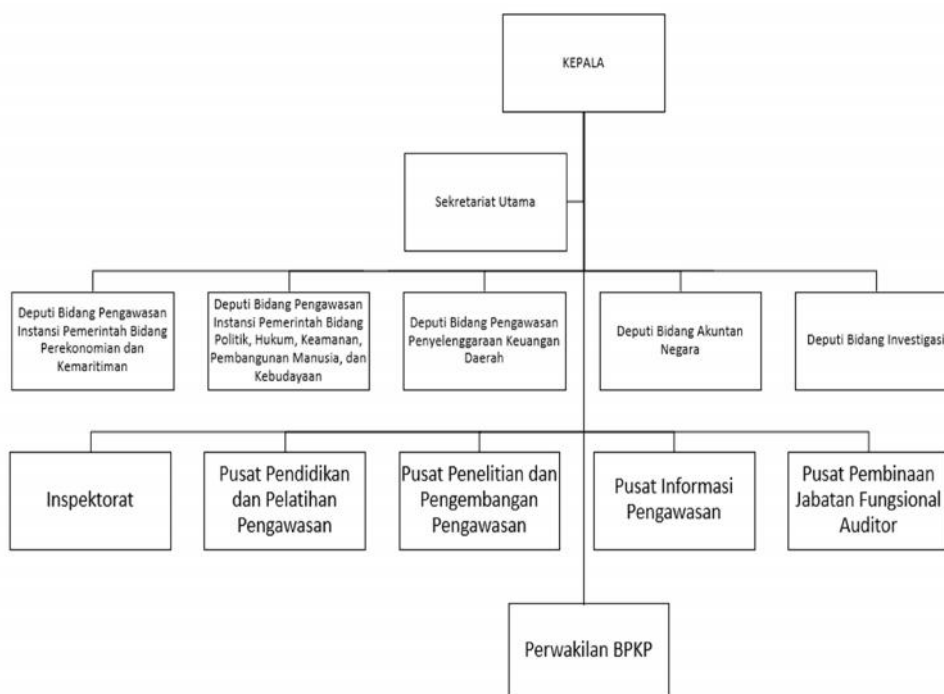 KEPALA
Sekretariat Utama
Deputi Bidang Pengawasan
Instansi Pemerintah Bidang
Perekonomian dan
Kemaritiman
Deputi Bidang Pengawasan
Instansi Pemerintah Bidang
Politik, Hukum, Keamanan,
Pembangunan Manusia, dan
Kebudayaan
Deputi Bidang Pengawasan
Penyelenggaraan Keuangan
Daerah
Deputi Bidang Akuntan
Negara
Deputi Bidang Investigasi
Inspektorat
Pusat Pendidikan
dan Pelatihan
Pengawasan
Pusat Penelitian dan
Pengembangan
Pengawasan
Pusat Informasi
Pengawasan
Pusat Pembinaan
Jabatan Fungsional
Auditor
Perwakilan BPKP